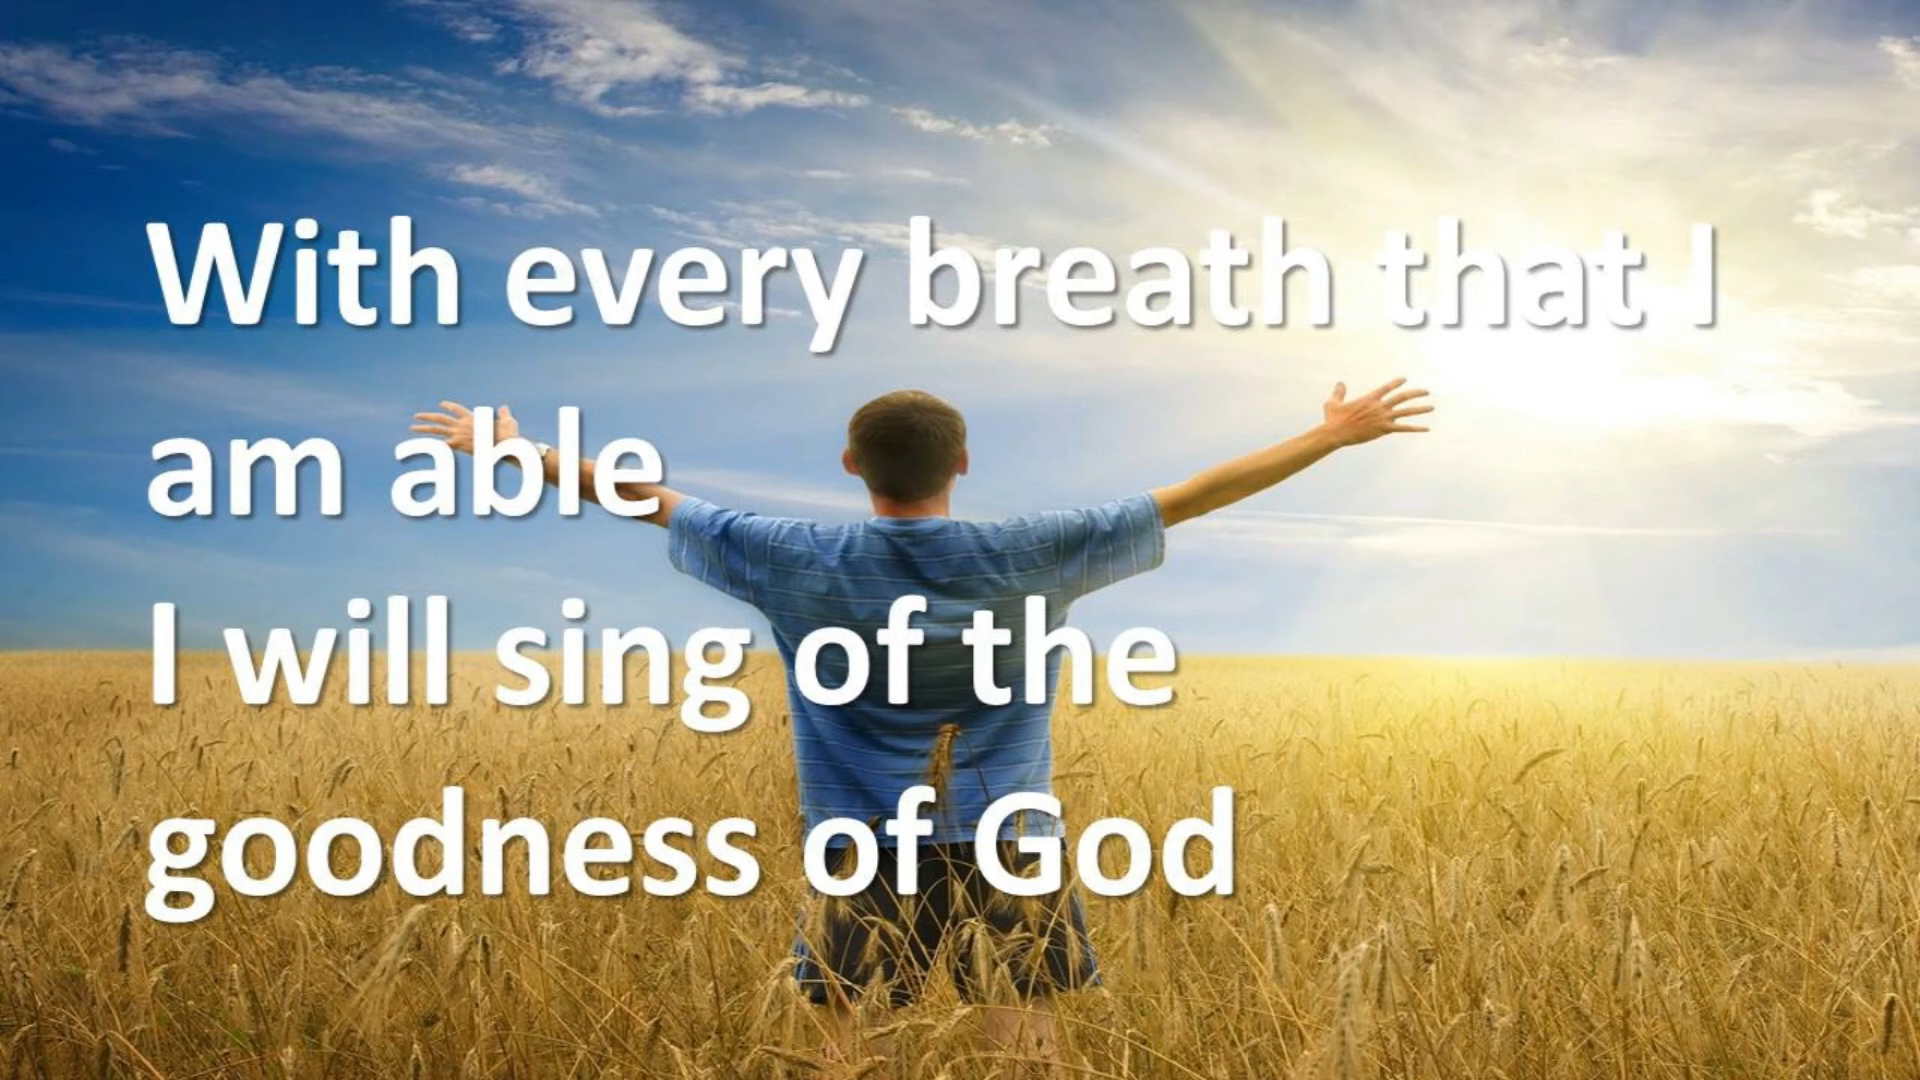 With every breath that I
am able
I will sing of the
goodness of God